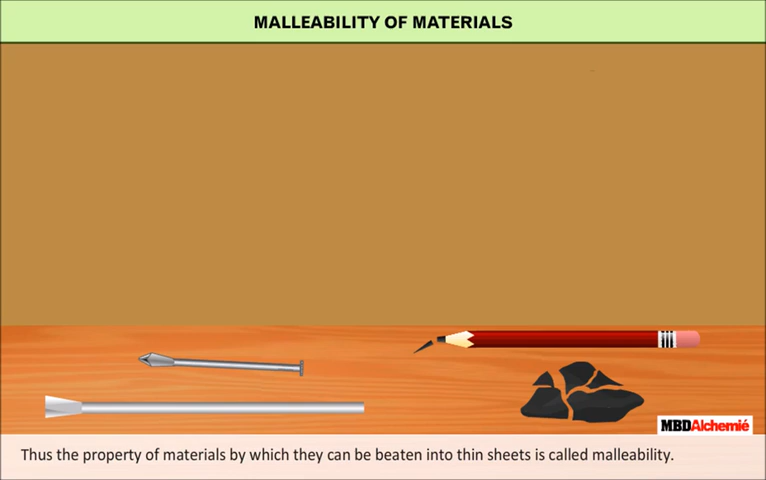 MALLEABILITY OF MATERIALS
MBDAlchemié
Thus the property of materials by which they can be beaten into thin sheets is called malleability.